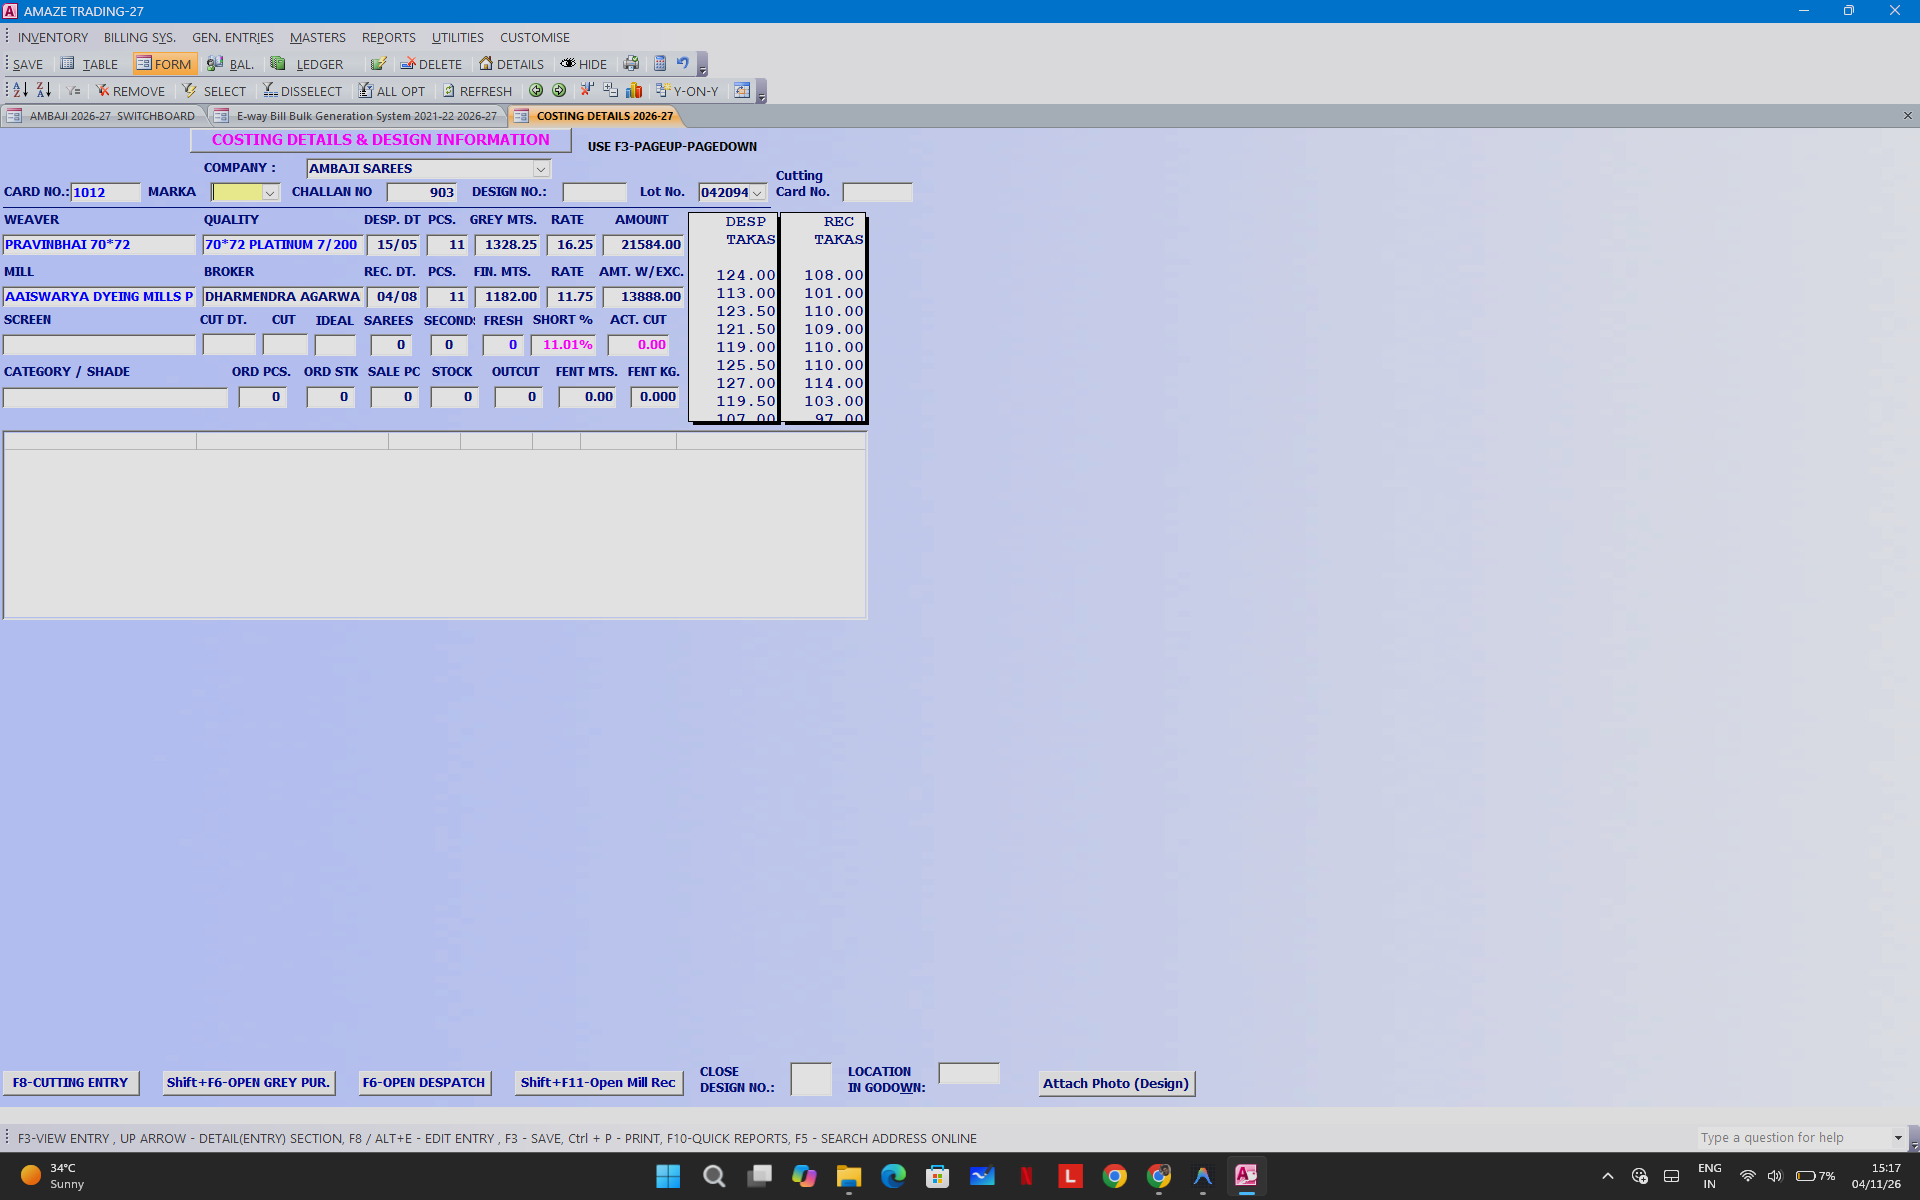 AMAZE TRADING-27
INVENTORY BILLING SYS. GEN. ENTRIES MASTERS REPORTS UTILITIES CUSTOMISE
SAVE TABLE FORM BAL. LEDGER DELETE DETAILS HIDE
REMOVE SELECT DISSELECT ALL OPT REFRESH Y-ON-Y
AMBAJI 2026-27 SWITCHBOARD E-way Bill Bulk Generation System 2021-22 2026-27 COSTING DETAILS 2026-27
COSTING DETAILS & DESIGN INFORMATION USE F3-PAGEUP-PAGEDOWN
COMPANY : AMBAJI SAREES
CARD NO.: 1012 MARKA CHALLAN NO 903 DESIGN NO.: Lot No. 042094 Cutting Card No.
WEAVER QUALITY DESP. DT PCS. GREY MTS. RATE AMOUNT
PRAVINBHAI 70*72 70*72 PLATINUM 7/200 15/05 11 1328.25 16.25 21584.00
MILL BROKER REC. DT. PCS. FIN. MTS. RATE AMT. W/EXC.
AAISWARYA DYEING MILLS P DHARMENDRA AGARWA 04/08 11 1182.00 11.75 13888.00
SCREEN CUT DT. CUT IDEAL SAREES SECONDS FRESH SHORT % ACT. CUT
0 0 0 11.01% 0.00
CATEGORY / SHADE ORD PCS. ORD STK SALE PC STOCK OUTCUT FENT MTS. FENT KG.
0 0 0 0 0 0.00 0.000
DESP REC
TAKAS TAKAS
124.00 108.00
113.00 101.00
123.50 110.00
121.50 109.00
119.00 110.00
125.50 110.00
127.00 114.00
119.50 103.00
107.00 97.00
F8-CUTTING ENTRY Shift+F6-OPEN GREY PUR. F6-OPEN DESPATCH Shift+F11-Open Mill Rec CLOSE DESIGN NO.: LOCATION IN GODOWN: Attach Photo (Design)
F3-VIEW ENTRY , UP ARROW - DETAIL(ENTRY) SECTION, F8 / ALT+E - EDIT ENTRY , F3 - SAVE, Ctrl + P - PRINT, F10-QUICK REPORTS, F5 - SEARCH ADDRESS ONLINE Type a question for help
34°C
Sunny
ENG
IN
7%
15:17
04/11/26